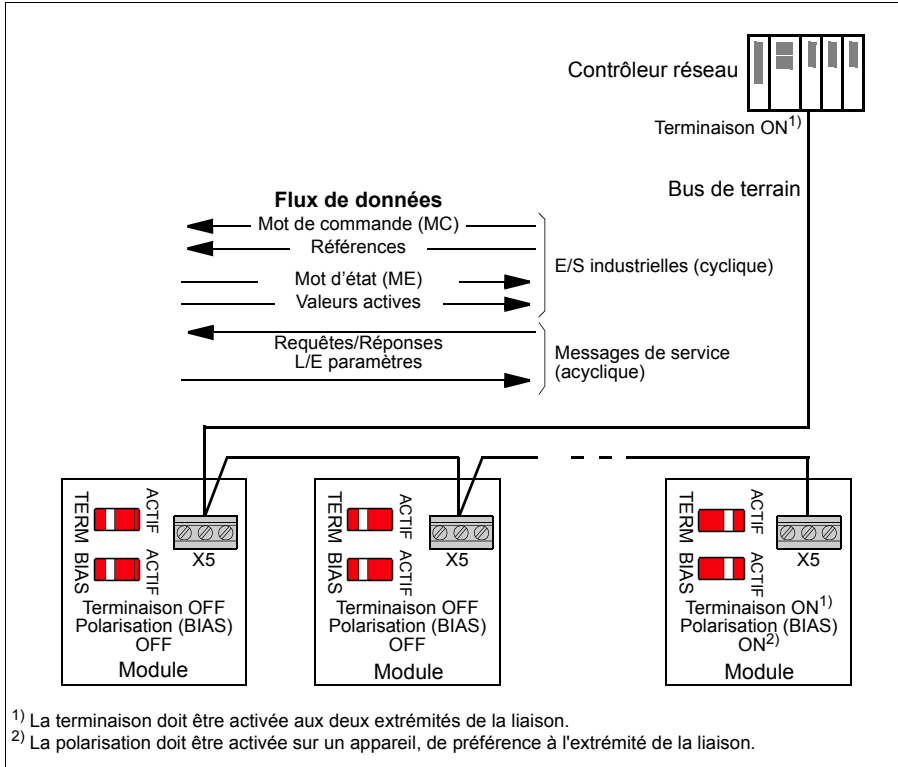 Contrôleur réseau
Terminaison ON1)
Bus de terrain
Flux de données
Mot de commande (MC)
Références
Mot d'état (ME)
Valeurs actives
E/S industrielles (cyclique)
Requêtes/Réponses
L/E paramètres
Messages de service
(acyclique)
TERM
ACTIF
BIAS
ACTIF
X5
Terminaison OFF
Polarisation (BIAS)
OFF
Module
TERM
ACTIF
BIAS
ACTIF
X5
Terminaison OFF
Polarisation (BIAS)
OFF
Module
TERM
ACTIF
BIAS
ACTIF
X5
Terminaison ON1)
Polarisation (BIAS)
ON2)
Module
1) La terminaison doit être activée aux deux extrémités de la liaison.
2) La polarisation doit être activée sur un appareil, de préférence à l'extrémité de la liaison.